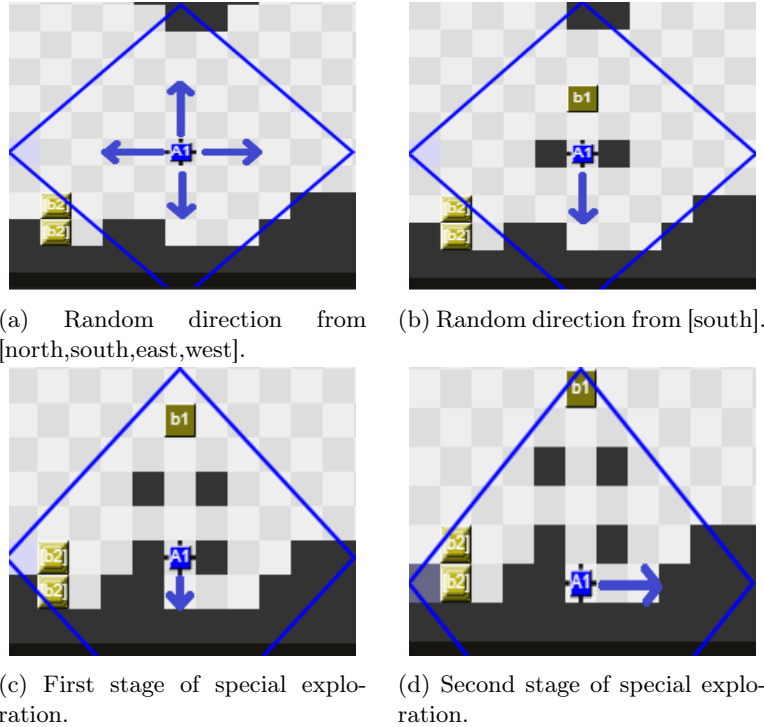 A1
[b2]
[b2]
b1
A1
[b2]
[b2]
(a) Random direction from
[north,south,east,west].
(b) Random direction from [south].
b1
A1
[b2]
[b2]
b1
A1
[b2]
[b2]
(c) First stage of special explo-
ration.
(d) Second stage of special explo-
ration.